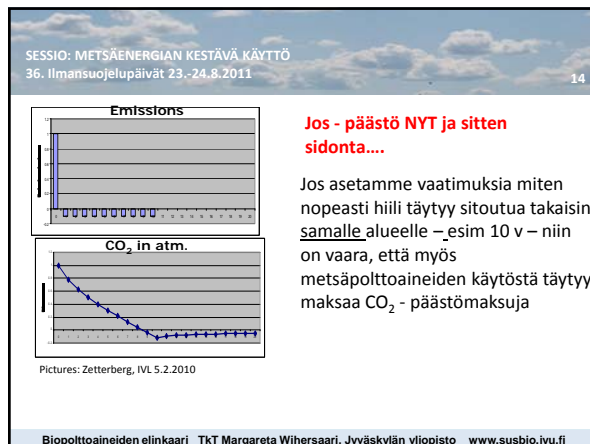 SESSIO: METSÄENERGIAN KESTÄVÄ KÄYTTÖ
36. Ilmansuojelupäivät 23.-24.8.2011
14
Emissions
CO2 in atm.
Pictures: Zetterberg, IVL 5.2.2010
Jos - päästö NYT ja sitten
sidonta....
Jos asetamme vaatimuksia miten
nopeasti hiili täytyy sitoutua takaisin
samalle alueelle – esim 10 v – niin
on vaara, että myös
metsäpolttoaineiden käytöstä täytyy
maksaa CO2 - päästömaksuja
Biopolttoaineiden elinkaari TkT Margareta Wihersaari, Jyväskylän yliopisto www.susbio.jyu.fi